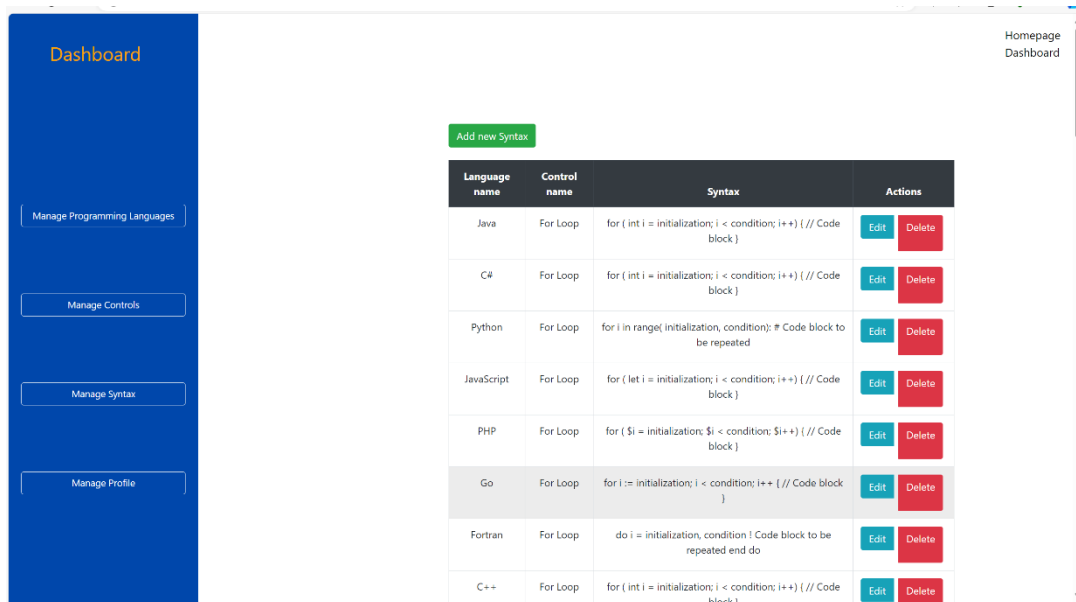 Dashboard
Homepage
Dashboard
Manage Programming Languages
Manage Controls
Manage Syntax
Manage Profile
Add new Syntax
Language name Control name Syntax Actions
Java For Loop for ( int i = initialization; i < condition; i++) { // Code
block } Edit Delete
C# For Loop for ( int i = initialization; i < condition; i++) { // Code
block } Edit Delete
Python For Loop for i in range( initialization, condition): # Code block to
be repeated Edit Delete
JavaScript For Loop for ( let i = initialization; i < condition; i++) { // Code
block } Edit Delete
PHP For Loop for ( $i = initialization; $i < condition; $i++) { // Code
block } Edit Delete
Go For Loop for i := initialization; i < condition; i++ { // Code block
} Edit Delete
Fortran For Loop do i = initialization, condition ! Code block to be
repeated end do Edit Delete
C++ For Loop for ( int i = initialization; i < condition; i++) { // Code
block } Edit Delete